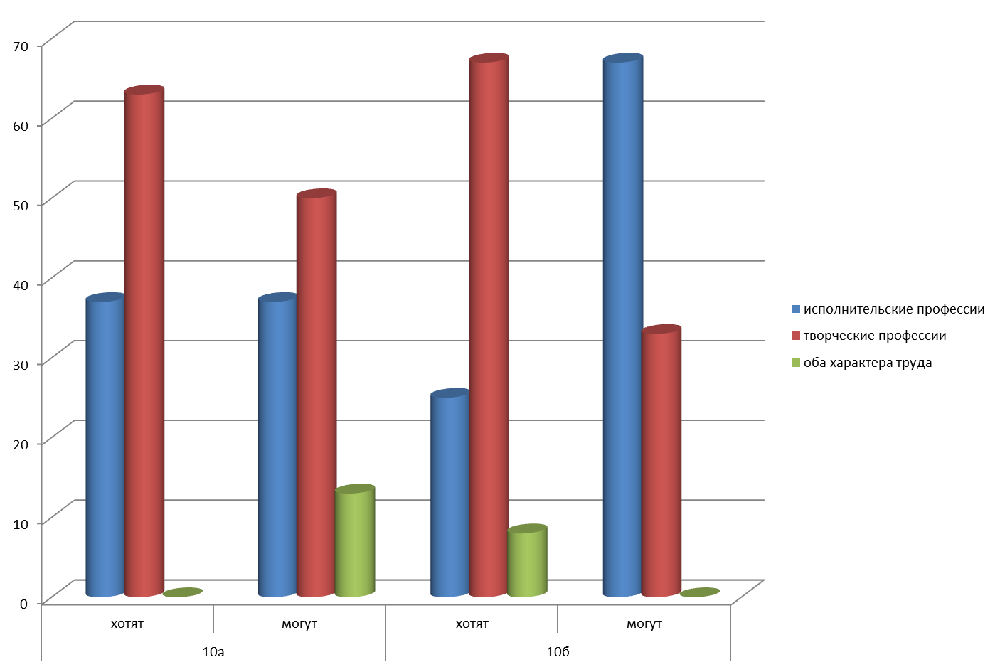 70
60
50
40
30
20
10
0
хотят
могут
хотят
могут
10а
10б
исполнительские профессии
творческие профессии
оба характера труда